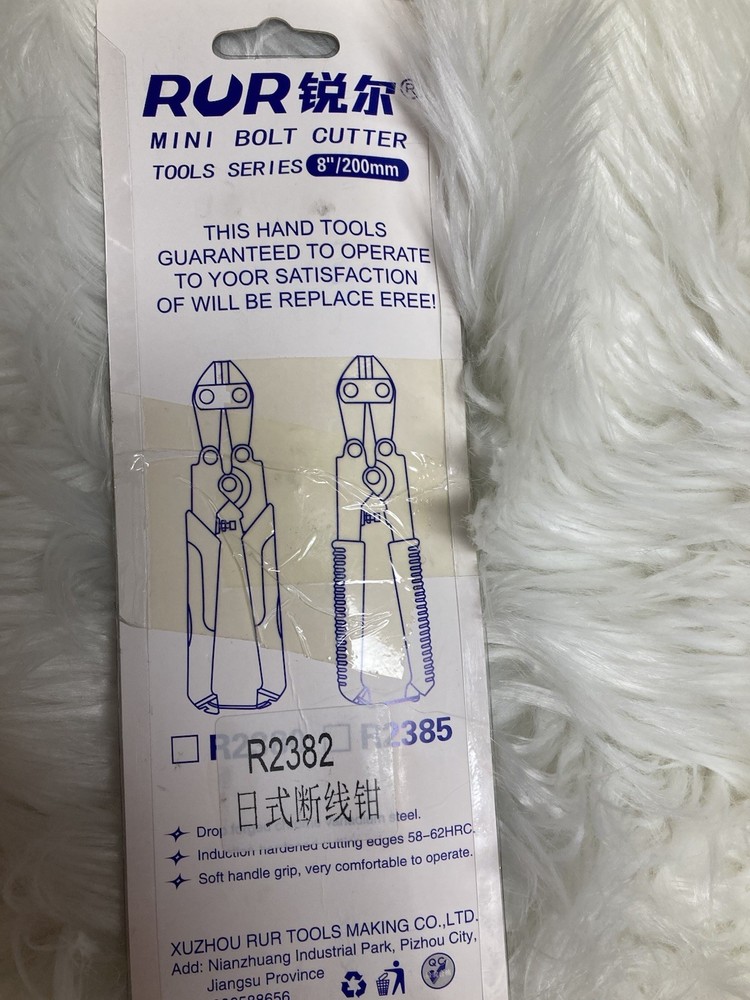 RUR锐尔®
MINI BOLT CUTTER
TOOLS SERIES 8"/200mm
THIS HAND TOOLS
GUARANTEED TO OPERATE
TO YOOR SATISFACTION
OF WILL BE REPLACE EREE!
R2385
R2382
日式断线钳
Drop steel.
Induction hardened cutting edges 58-62HRC.
Soft handle grip, very comfortable to operate.
XUZHOU RUR TOOLS MAKING CO.,LTD.
Add: Nianzhuang Industrial Park, Pizhou City,
Jiangsu Province